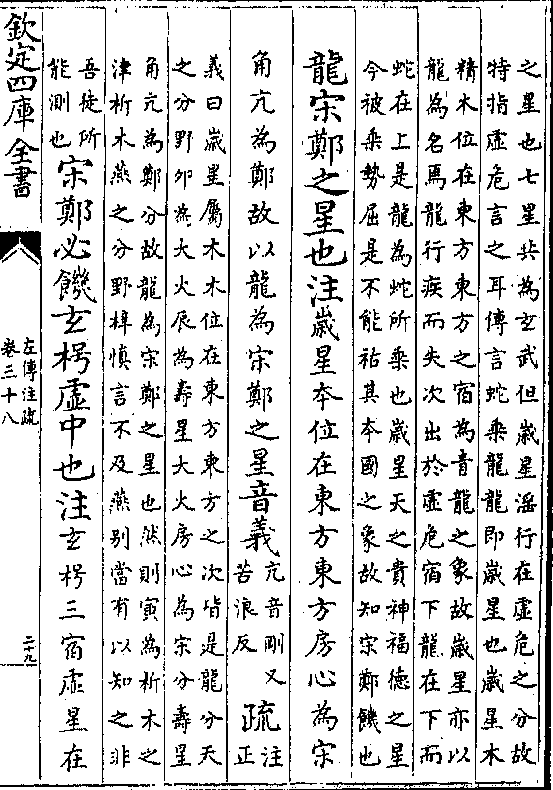 之星也七星共為玄武但歲星淫行在虛危之分故
特指虛危言之耳傳言蛇乘龍龍即歲星也歲星木
精木位在東方東方之宿為青龍之象故歲星亦以
龍為名焉龍行疾而失次出於虛危宿下龍在下而
蛇在上是龍為蛇所乘也歲星天之貴神福德之星
今被乘勢屈是不能祐其本國之象故知宋鄭饑也
龍宋鄭之星也注歲星本位在東方東方房心為宋
角亢為鄭故以龍為宋鄭之星音義亢音剛又苦浪反疏注正
義曰歲星屬木木位在東方東方之次皆是龍分天
之分野卯為大火辰為壽星大火房心為宋分壽星
角亢為鄭分故龍為宋鄭之星也然則寅為析木之
津析木燕之分野梓慎言不及燕别當有以知之非
吾徒所
能測也宋鄭必饑玄枵虛中也注玄枵三宿虛星在
欽定四庫全書
左傳注疏
卷三十八
二十九